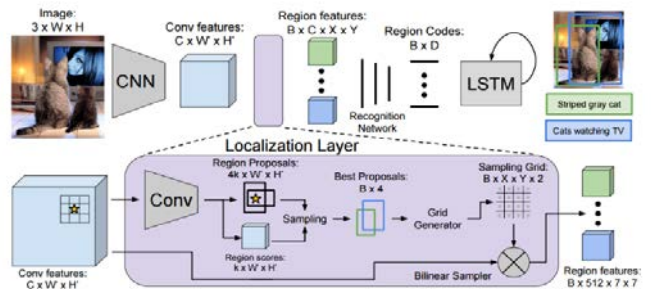 Image:
3 x W x H
Conv features:
C x W' x H'
Region features:
B x C x X x Y
Region Codes:
B x D
CNN
LSTM
Recognition
Network
Striped gray cat
Cats watching TV
Localization Layer
Region Proposals:
4k x W' x H'
Conv
Sampling
Region scores:
k x W' x H'
Best Proposals:
B x 4
Grid
Generator
Sampling Grid:
B x X x Y x 2
Bilinear Sampler
Conv features:
C x W' x H'
Region features:
B x 512 x 7 x 7